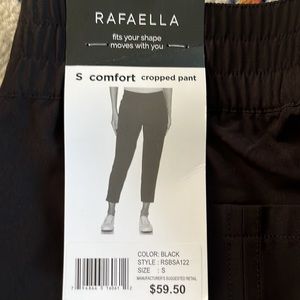 RAFAELLA
fits your shape
moves with you
S comfort cropped pant
COLOR: BLACK
STYLE : RSBSA122
SIZE : S
MANUFACTURER'S SUGGESTED RETAIL
$59.50